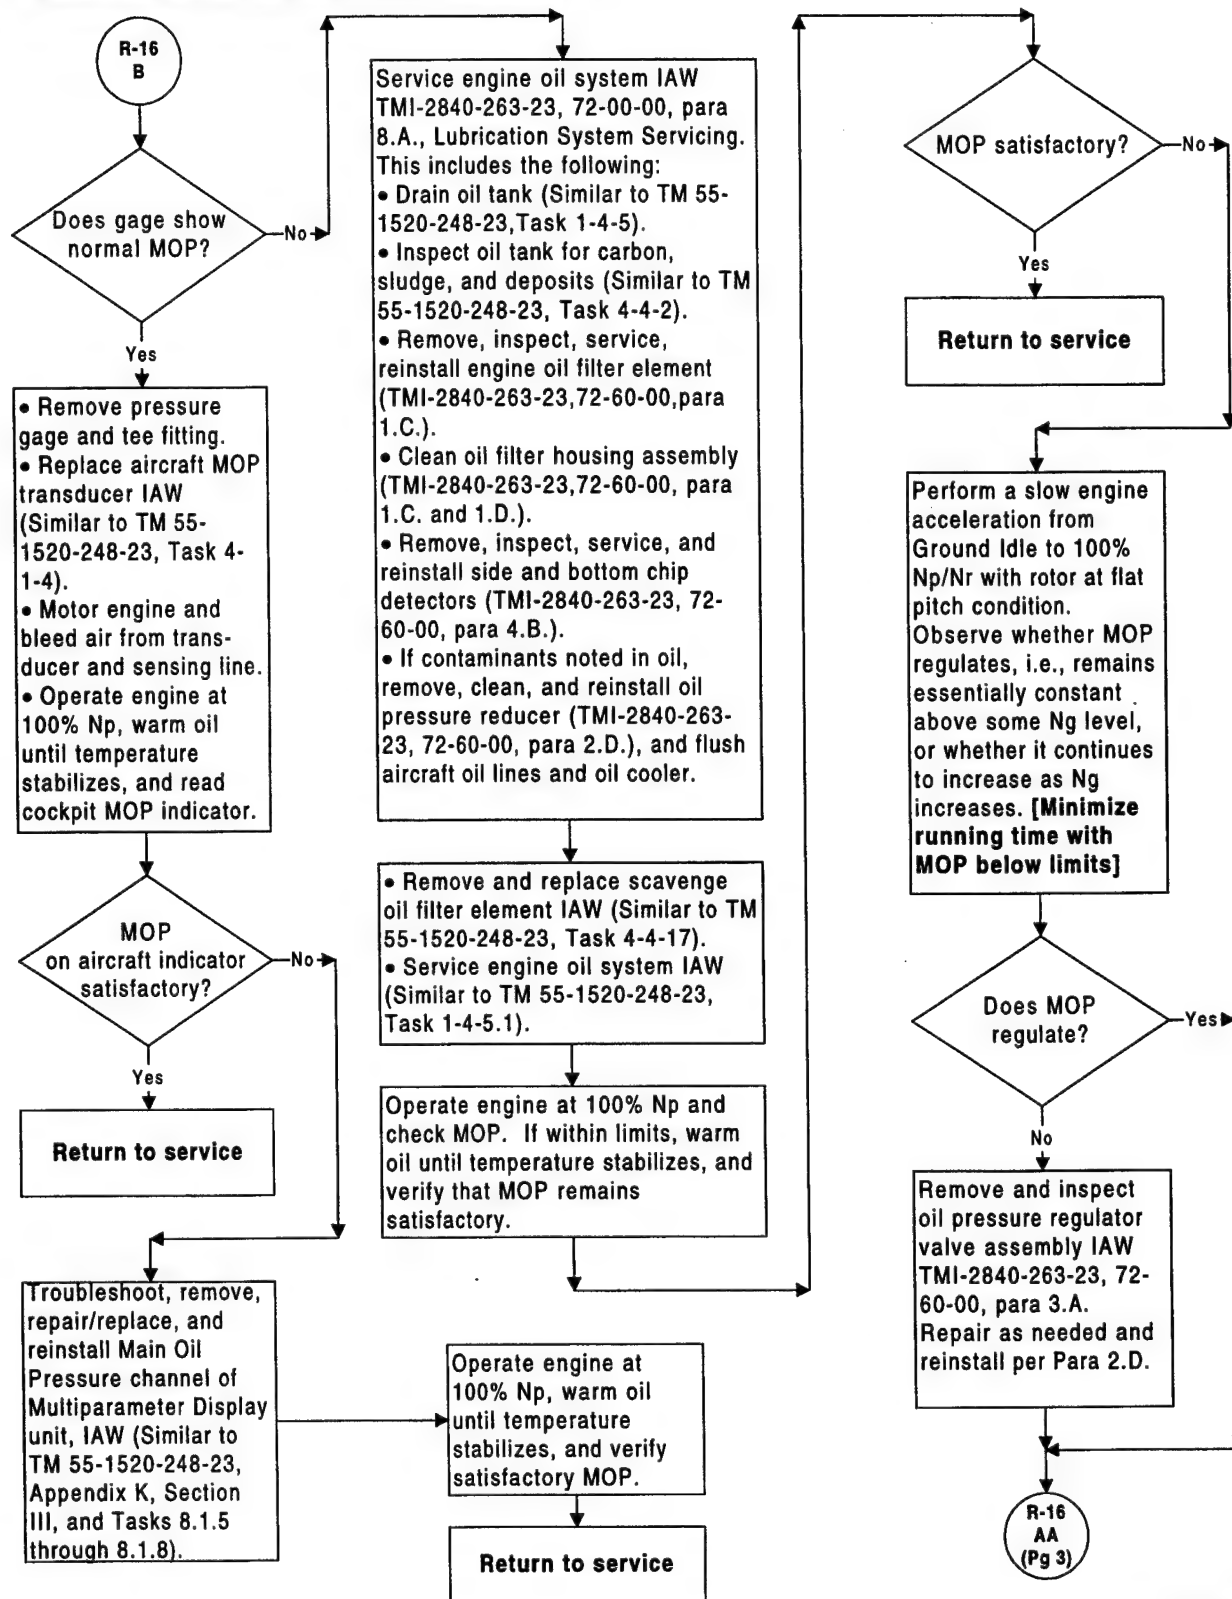 R-16
B
Does gage show
normal MOP?
No
Yes
• Remove pressure
gage and tee fitting.
• Replace aircraft MOP
transducer IAW
(Similar to TM 55-
1520-248-23, Task 4-
1-4).
• Motor engine and
bleed air from trans-
ducer and sensing line.
• Operate engine at
100% Np, warm oil
until temperature
stabilizes, and read
cockpit MOP indicator.
MOP
on aircraft indicator
satisfactory?
No
Yes
Return to service
Troubleshoot, remove,
repair/replace, and
reinstall Main Oil
Pressure channel of
Multiparameter Display
unit, IAW (Similar to
TM 55-1520-248-23,
Appendix K, Section
III, and Tasks 8.1.5
through 8.1.8).
Operate engine at
100% Np, warm oil
until temperature
stabilizes, and verify
satisfactory MOP.
Return to service
Service engine oil system IAW
TMI-2840-263-23, 72-00-00, para
8.A., Lubrication System Servicing.
This includes the following:
• Drain oil tank (Similar to TM 55-
1520-248-23,Task 1-4-5).
• Inspect oil tank for carbon,
sludge, and deposits (Similar to TM
55-1520-248-23, Task 4-4-2).
• Remove, inspect, service,
reinstall engine oil filter element
(TMI-2840-263-23,72-60-00,para
1.C.).
• Clean oil filter housing assembly
(TMI-2840-263-23,72-60-00, para
1.C. and 1.D.).
• Remove, inspect, service, and
reinstall side and bottom chip
detectors (TMI-2840-263-23, 72-
60-00, para 4.B.).
• If contaminants noted in oil,
remove, clean, and reinstall oil
pressure reducer (TMI-2840-263-
23, 72-60-00, para 2.D.), and flush
aircraft oil lines and oil cooler.
• Remove and replace scavenge
oil filter element IAW (Similar to TM
55-1520-248-23, Task 4-4-17).
• Service engine oil system IAW
(Similar to TM 55-1520-248-23,
Task 1-4-5.1).
Operate engine at 100% Np and
check MOP. If within limits, warm
oil until temperature stabilizes, and
verify that MOP remains
satisfactory.
MOP satisfactory?
No
Yes
Return to service
Perform a slow engine
acceleration from
Ground Idle to 100%
Np/Nr with rotor at flat
pitch condition.
Observe whether MOP
regulates, i.e., remains
essentially constant
above some Ng level,
or whether it continues
to increase as Ng
increases. [Minimize
running time with
MOP below limits]
Does MOP
regulate?
Yes
No
Remove and inspect
oil pressure regulator
valve assembly IAW
TMI-2840-263-23, 72-
60-00, para 3.A.
Repair as needed and
reinstall per Para 2.D.
R-16
AA
(Pg 3)